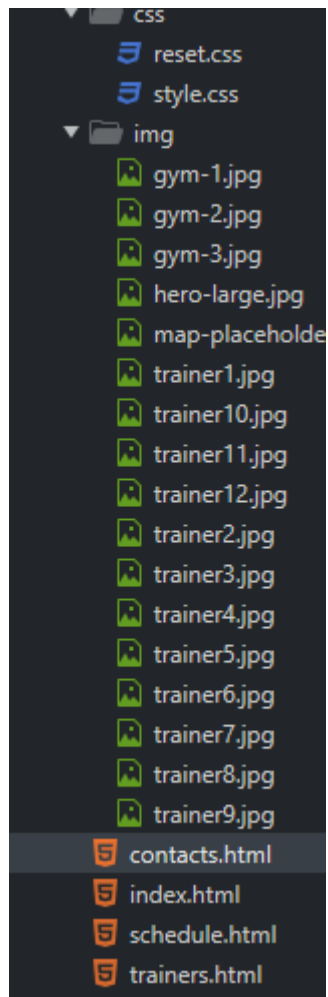 css
reset.css
style.css
img
gym-1.jpg
gym-2.jpg
gym-3.jpg
hero-large.jpg
map-placeholde
trainer1.jpg
trainer10.jpg
trainer11.jpg
trainer12.jpg
trainer2.jpg
trainer3.jpg
trainer4.jpg
trainer5.jpg
trainer6.jpg
trainer7.jpg
trainer8.jpg
trainer9.jpg
contacts.html
index.html
schedule.html
trainers.html